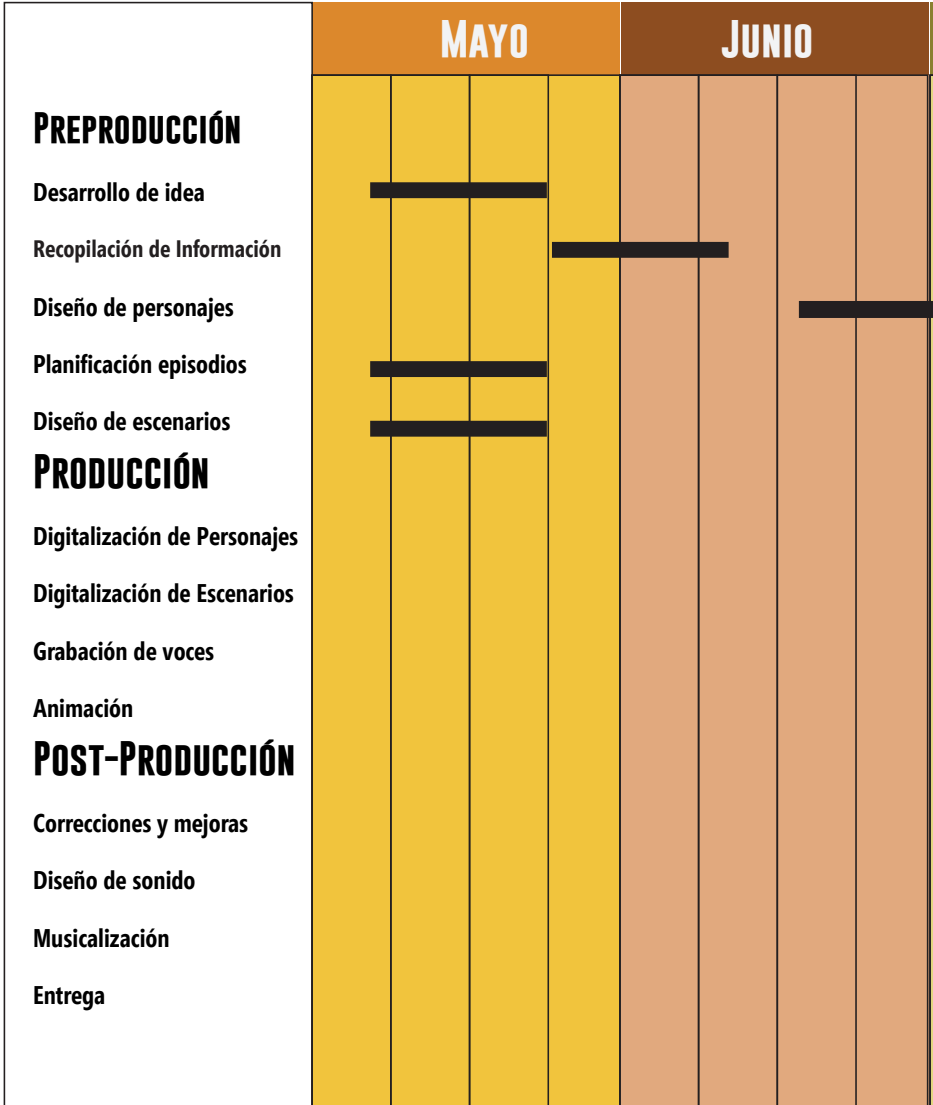 MAYO
JUNIO
PREPRODUCCIÓN
Desarrollo de idea
Recopilación de Información
Diseño de personajes
Planificación episodios
Diseño de escenarios
PRODUCCIÓN
Digitalización de Personajes
Digitalización de Escenarios
Grabación de voces
Animación
POST-PRODUCCIÓN
Correcciones y mejoras
Diseño de sonido
Musicalización
Entrega